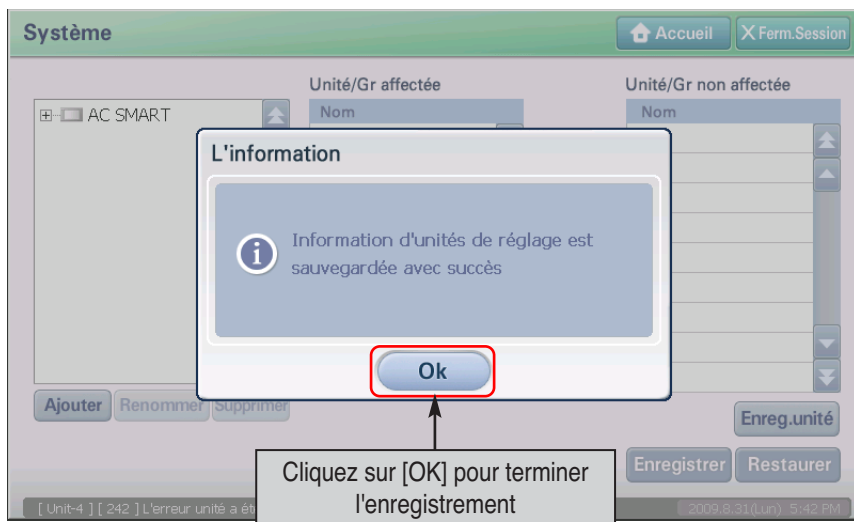 Système
Accueil
X Ferm.Session
Unité/Gr affectée
Unité/Gr non affectée
AC SMART
Nom
Nom
L'information
Information d'unités de réglage est
sauvegardée avec succès
Ok
Ajouter
Renommer
Supprimer
Enreg.unité
Cliquez sur [OK] pour terminer
l'enregistrement
Enregistrer
Restaurer
[ Unit-4 ] [ 242 ] L'erreur unité a
2009.8.31(Lun) 5:42 PM